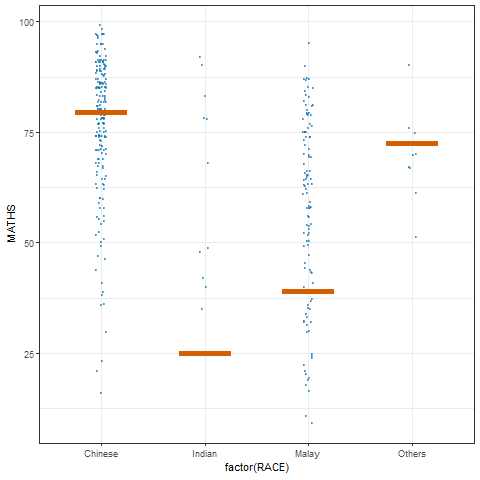 100
75
50
25
MATHS
Chinese
Indian
Malay
Others
factor(RACE)